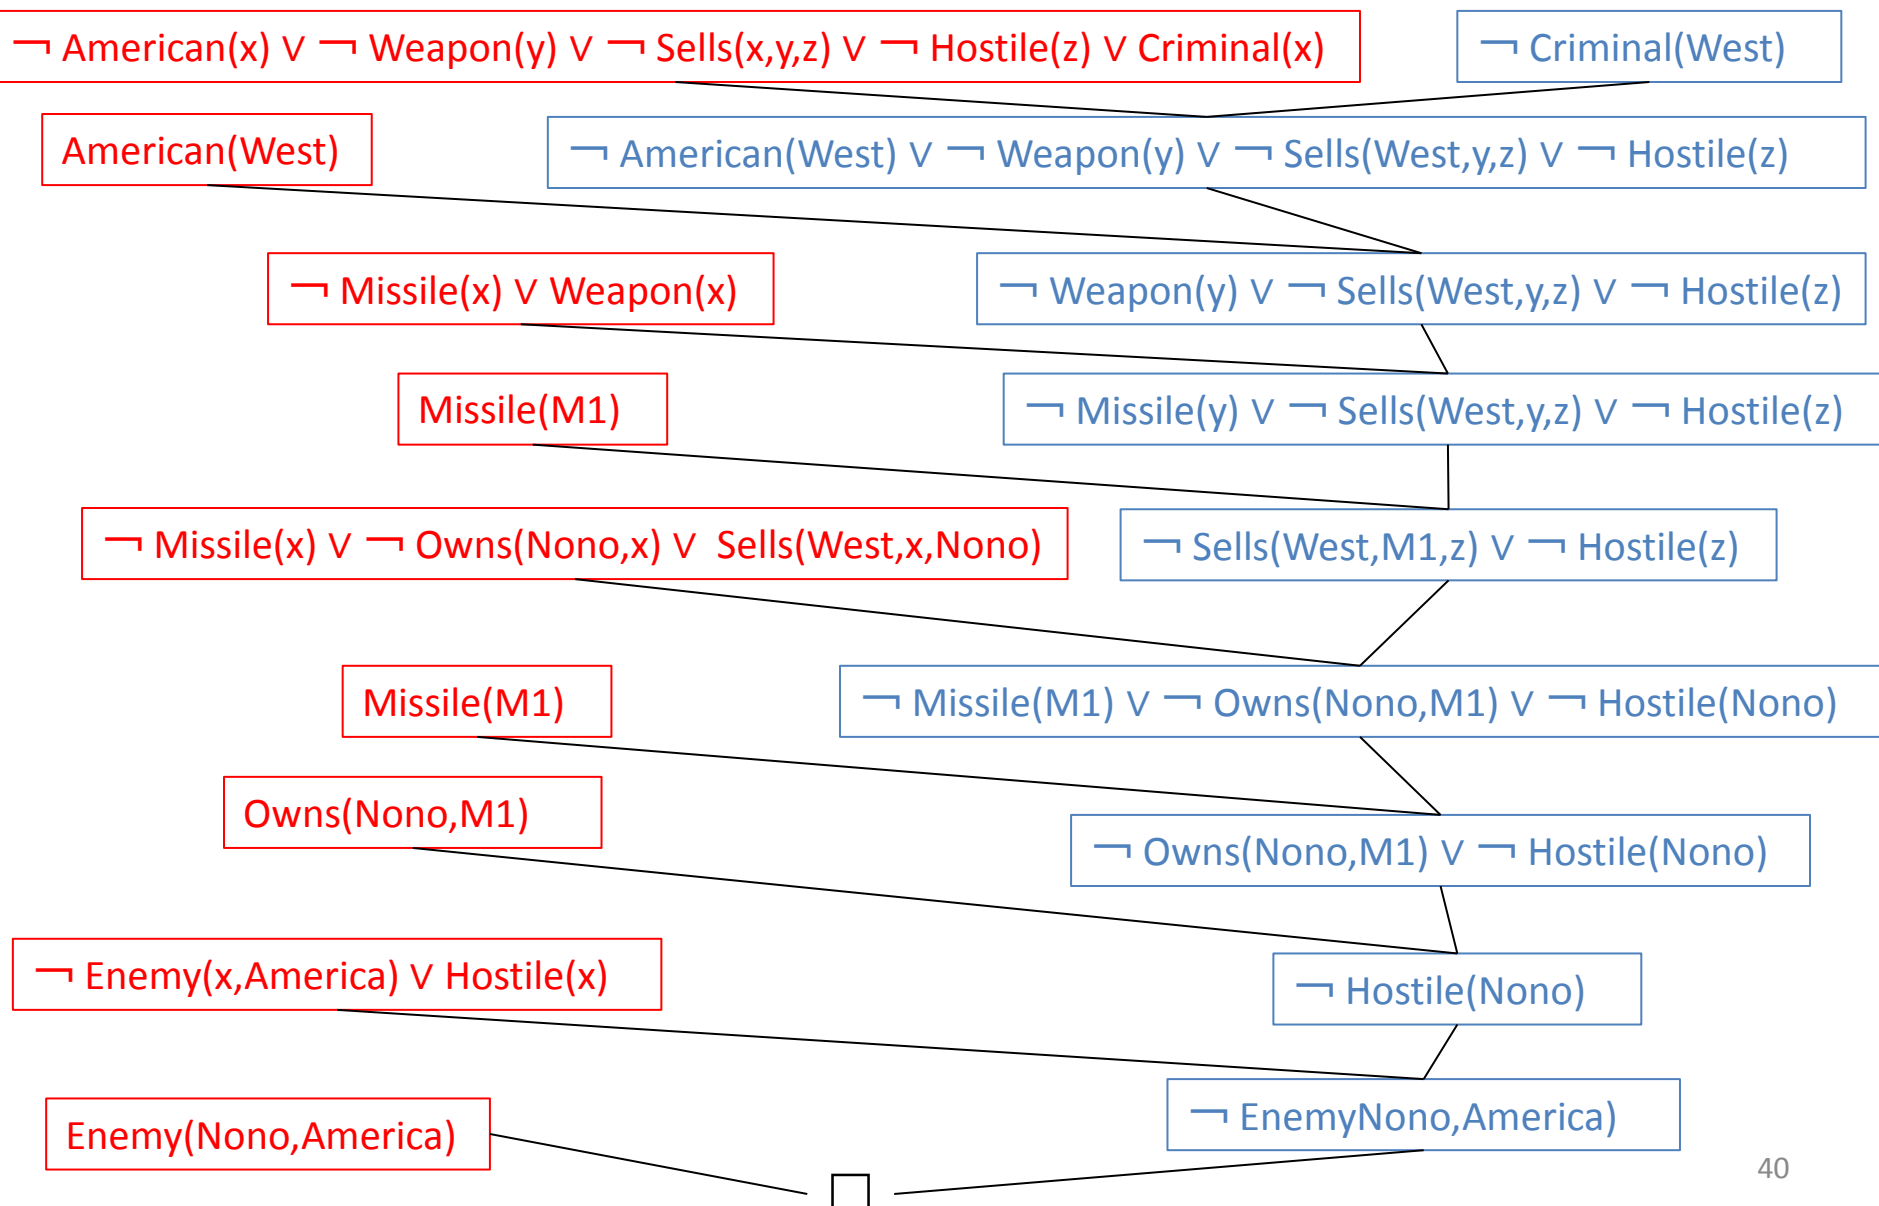 ¬ American(x) ∨ ¬ Weapon(y) ∨ ¬ Sells(x,y,z) ∨ ¬ Hostile(z) ∨ Criminal(x)
¬ Criminal(West)
American(West)
¬ American(West) ∨ ¬ Weapon(y) ∨ ¬ Sells(West,y,z) ∨ ¬ Hostile(z)
¬ Missile(x) ∨ Weapon(x)
¬ Weapon(y) ∨ ¬ Sells(West,y,z) ∨ ¬ Hostile(z)
Missile(M1)
¬ Missile(y) ∨ ¬ Sells(West,y,z) ∨ ¬ Hostile(z)
¬ Missile(x) ∨ ¬ Owns(Nono,x) ∨ Sells(West,x,Nono)
¬ Sells(West,M1,z) ∨ ¬ Hostile(z)
Missile(M1)
¬ Missile(M1) ∨ ¬ Owns(Nono,M1) ∨ ¬ Hostile(Nono)
Owns(Nono,M1)
¬ Owns(Nono,M1) ∨ ¬ Hostile(Nono)
¬ Enemy(x,America) ∨ Hostile(x)
¬ Hostile(Nono)
Enemy(Nono,America)
¬ EnemyNono,America)
40